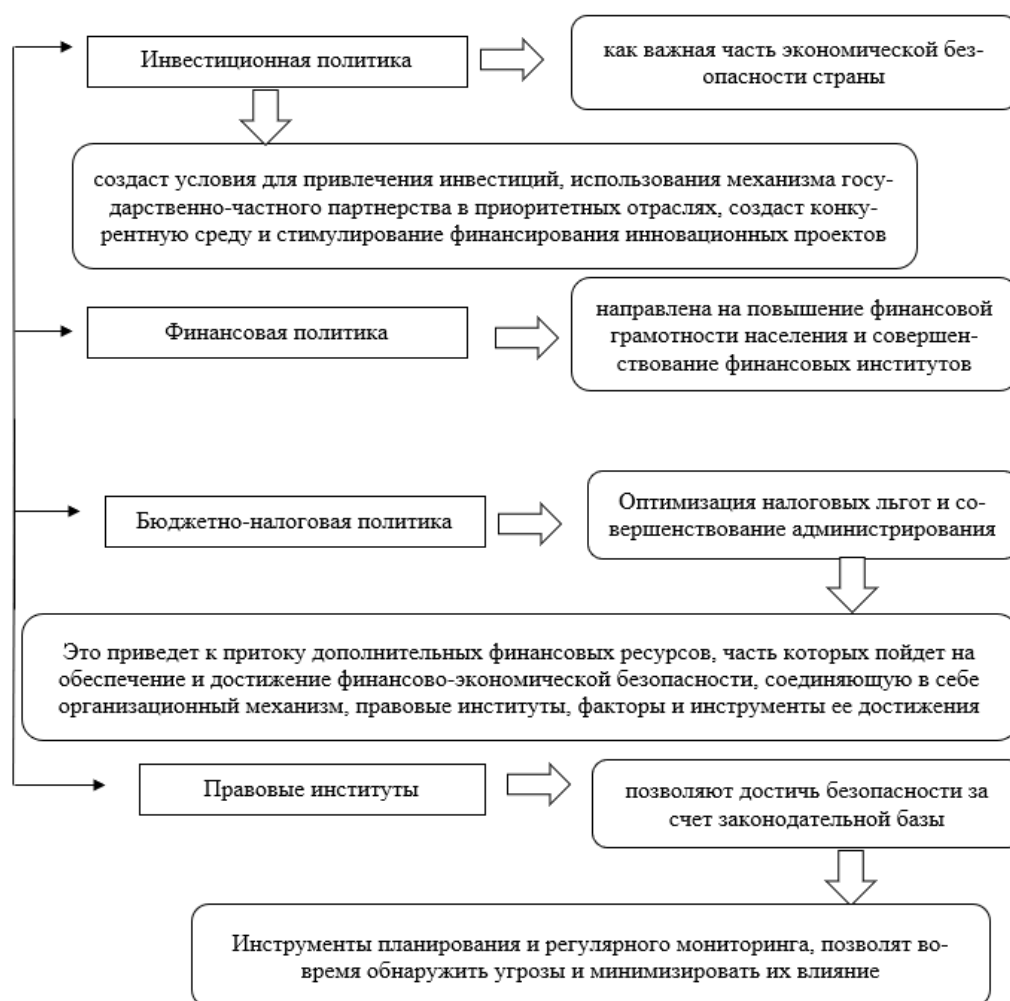 Инвестиционная политика
как важная часть экономической без-
опасности страны
создаст условия для привлечения инвестиций, использования механизма госу-
дарственно-частного партнерства в приоритетных отраслях, создаст конку-
рентную среду и стимулирование финансирования инновационных проектов
Финансовая политика
направлена на повышение финансовой
грамотности населения и совершен-
ствование финансовых институтов
Бюджетно-налоговая политика
Оптимизация налоговых льгот и со-
вершенствование администрирования
Это приведет к притоку дополнительных финансовых ресурсов, часть которых пойдет на
обеспечение и достижение финансово-экономической безопасности, соединяющую в себе
организационный механизм, правовые институты, факторы и инструменты ее достижения
Правовые институты
позволяют достичь безопасности за
счет законодательной базы
Инструменты планирования и регулярного мониторинга, позволят во-
время обнаружить угрозы и минимизировать их влияние